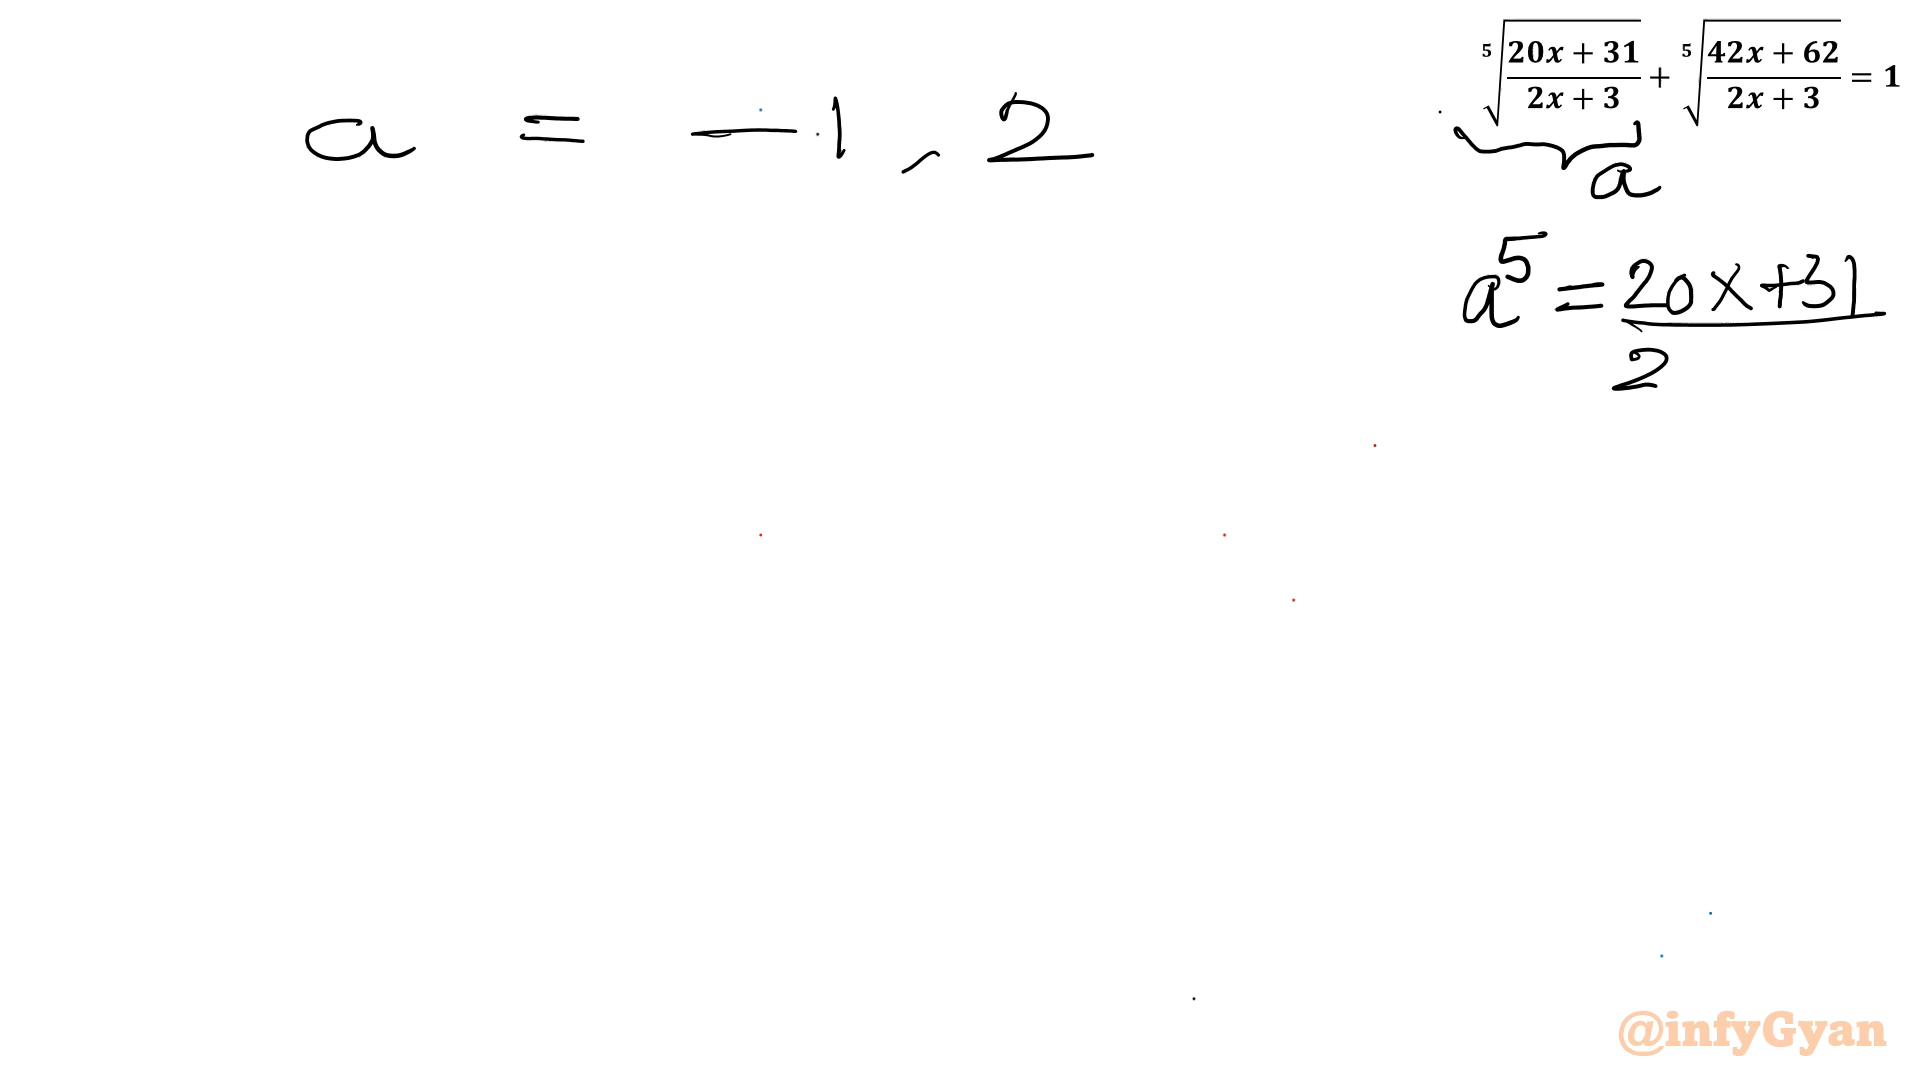 a = -1, 2
⁵√((20x + 31)/(2x + 3)) + ⁵√((42x + 62)/(2x + 3)) = 1
a
a⁵ = 20x + 31
2
@infyGyan